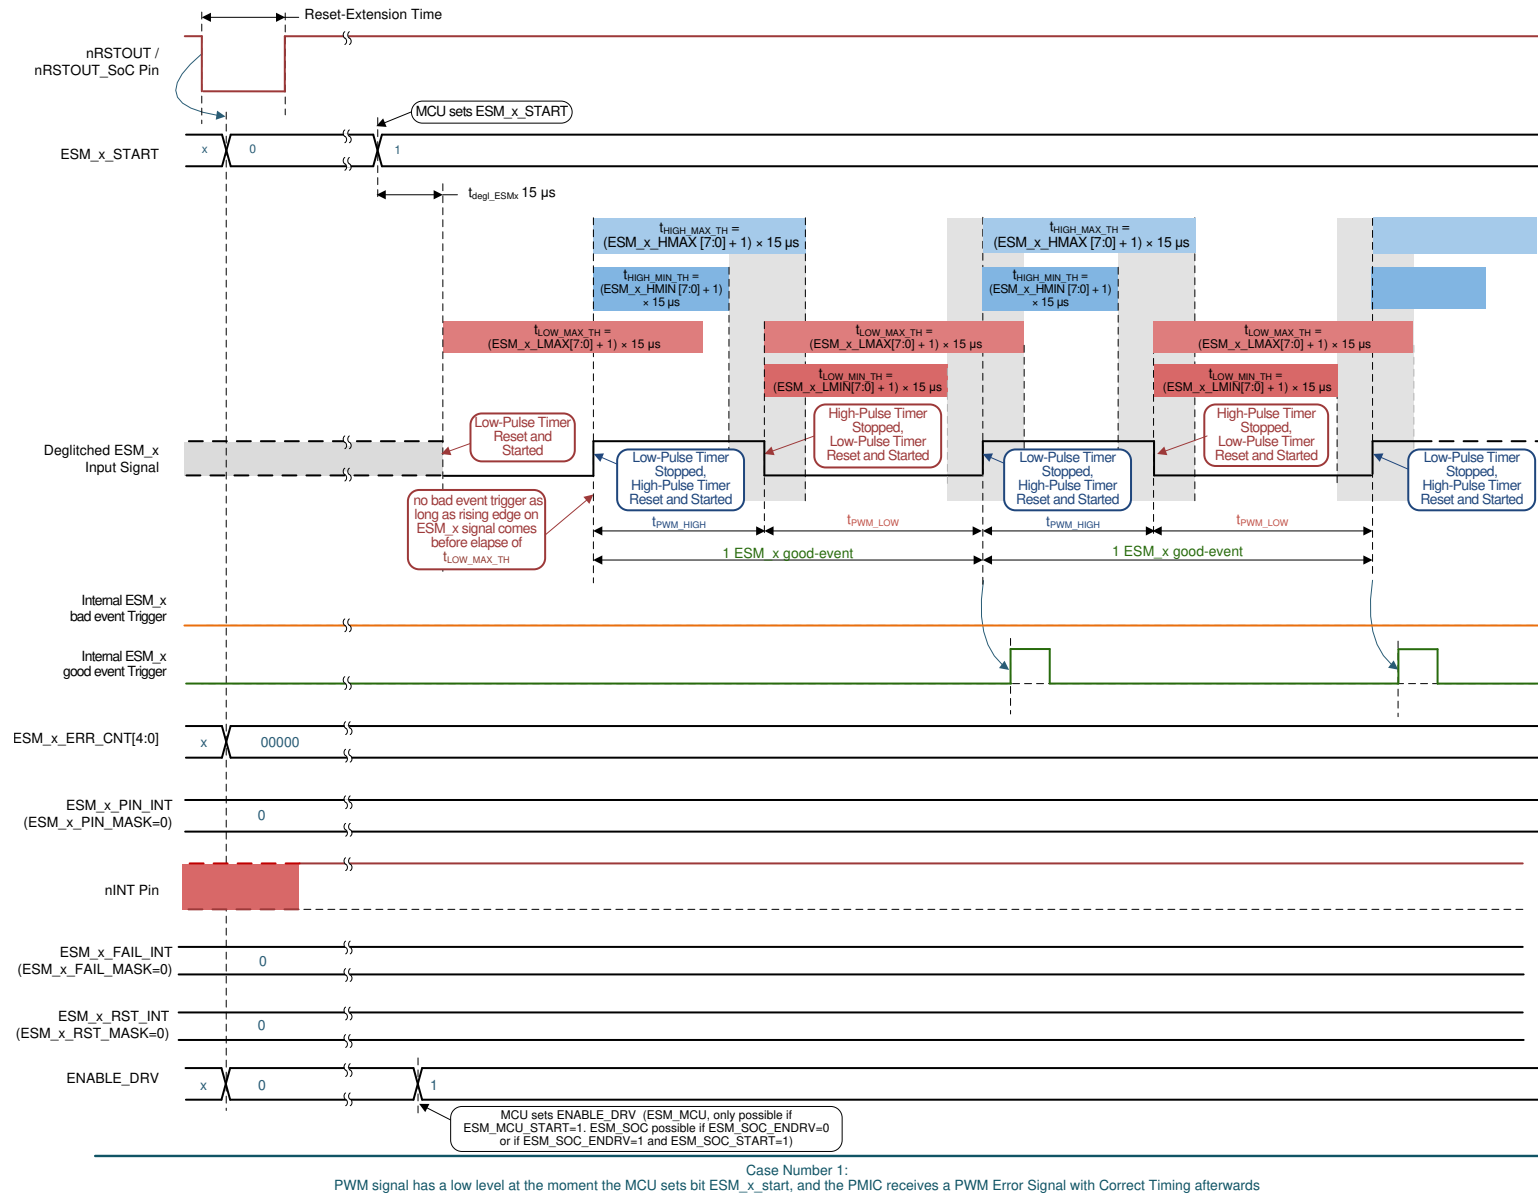 Reset-Extension Time
nRSTOUT /
nRSTOUT_SoC Pin
MCU sets ESM_x_START
ESM_x_START
x
0
1
tdegl_ESMx 15 µs
tHIGH_MAX_TH =
(ESM_x_HMAX [7:0] + 1) × 15 µs
tHIGH_MAX_TH =
(ESM_x_HMAX [7:0] + 1) × 15 µs
tHIGH_MIN_TH =
(ESM_x_HMIN [7:0] + 1)
× 15 µs
tHIGH_MIN_TH =
(ESM_x_HMIN [7:0] + 1)
× 15 µs
tLOW_MAX_TH =
(ESM_x_LMAX[7:0] + 1) × 15 µs
tLOW_MAX_TH =
(ESM_x_LMAX[7:0] + 1) × 15 µs
tLOW_MAX_TH =
(ESM_x_LMAX[7:0] + 1) × 15 µs
tLOW_MIN_TH =
(ESM_x_LMIN[7:0] + 1) × 15 µs
tLOW_MIN_TH =
(ESM_x_LMIN[7:0] + 1) × 15 µs
Deglitched ESM_x
Input Signal
Low-Pulse Timer
Reset and
Started
High-Pulse Timer
Stopped,
Low-Pulse Timer
Reset and Started
High-Pulse Timer
Stopped,
Low-Pulse Timer
Reset and Started
Low-Pulse Timer
Stopped,
High-Pulse Timer
Reset and Started
Low-Pulse Timer
Stopped,
High-Pulse Timer
Reset and Started
Low-Pulse Timer
Stopped,
High-Pulse Timer
Reset and Started
no bad event trigger as
long as rising edge on
ESM_x signal comes
before elapse of
tLOW_MAX_TH
tPWM_HIGH
tPWM_LOW
tPWM_HIGH
tPWM_LOW
1 ESM_x good-event
1 ESM_x good-event
Internal ESM_x
bad event Trigger
Internal ESM_x
good event Trigger
ESM_x_ERR_CNT[4:0]
x
00000
ESM_x_PIN_INT
(ESM_x_PIN_MASK=0)
0
nINT Pin
ESM_x_FAIL_INT
(ESM_x_FAIL_MASK=0)
0
ESM_x_RST_INT
(ESM_x_RST_MASK=0)
0
ENABLE_DRV
x
0
1
MCU sets ENABLE_DRV (ESM_MCU, only possible if
ESM_MCU_START=1. ESM_SOC possible if ESM_SOC_ENDRV=0
or if ESM_SOC_ENDRV=1 and ESM_SOC_START=1)
Case Number 1:
PWM signal has a low level at the moment the MCU sets bit ESM_x_start, and the PMIC receives a PWM Error Signal with Correct Timing afterwards